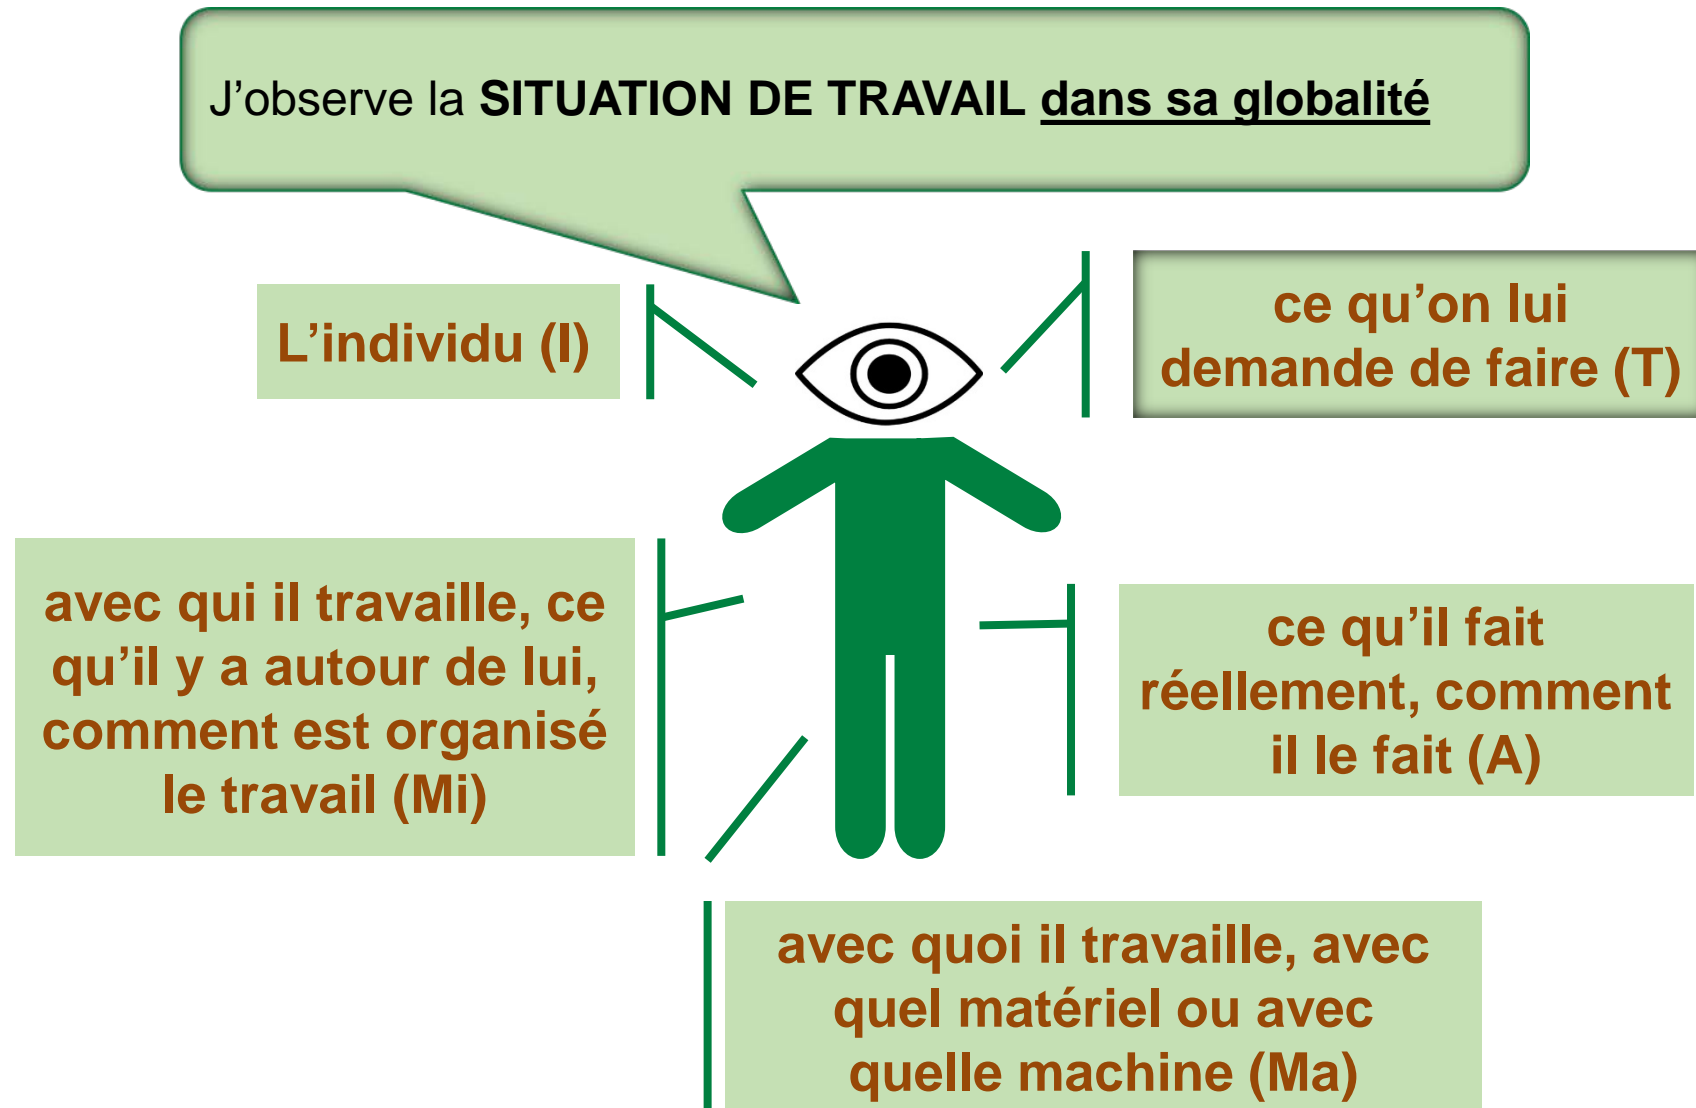 J’observe la SITUATION DE TRAVAIL dans sa globalité
L’individu (I)
ce qu’on lui
demande de faire (T)
avec qui il travaille, ce
qu’il y a autour de lui,
comment est organisé
le travail (Mi)
ce qu’il fait
réellement, comment
il le fait (A)
avec quoi il travaille, avec
quel matériel ou avec
quelle machine (Ma)